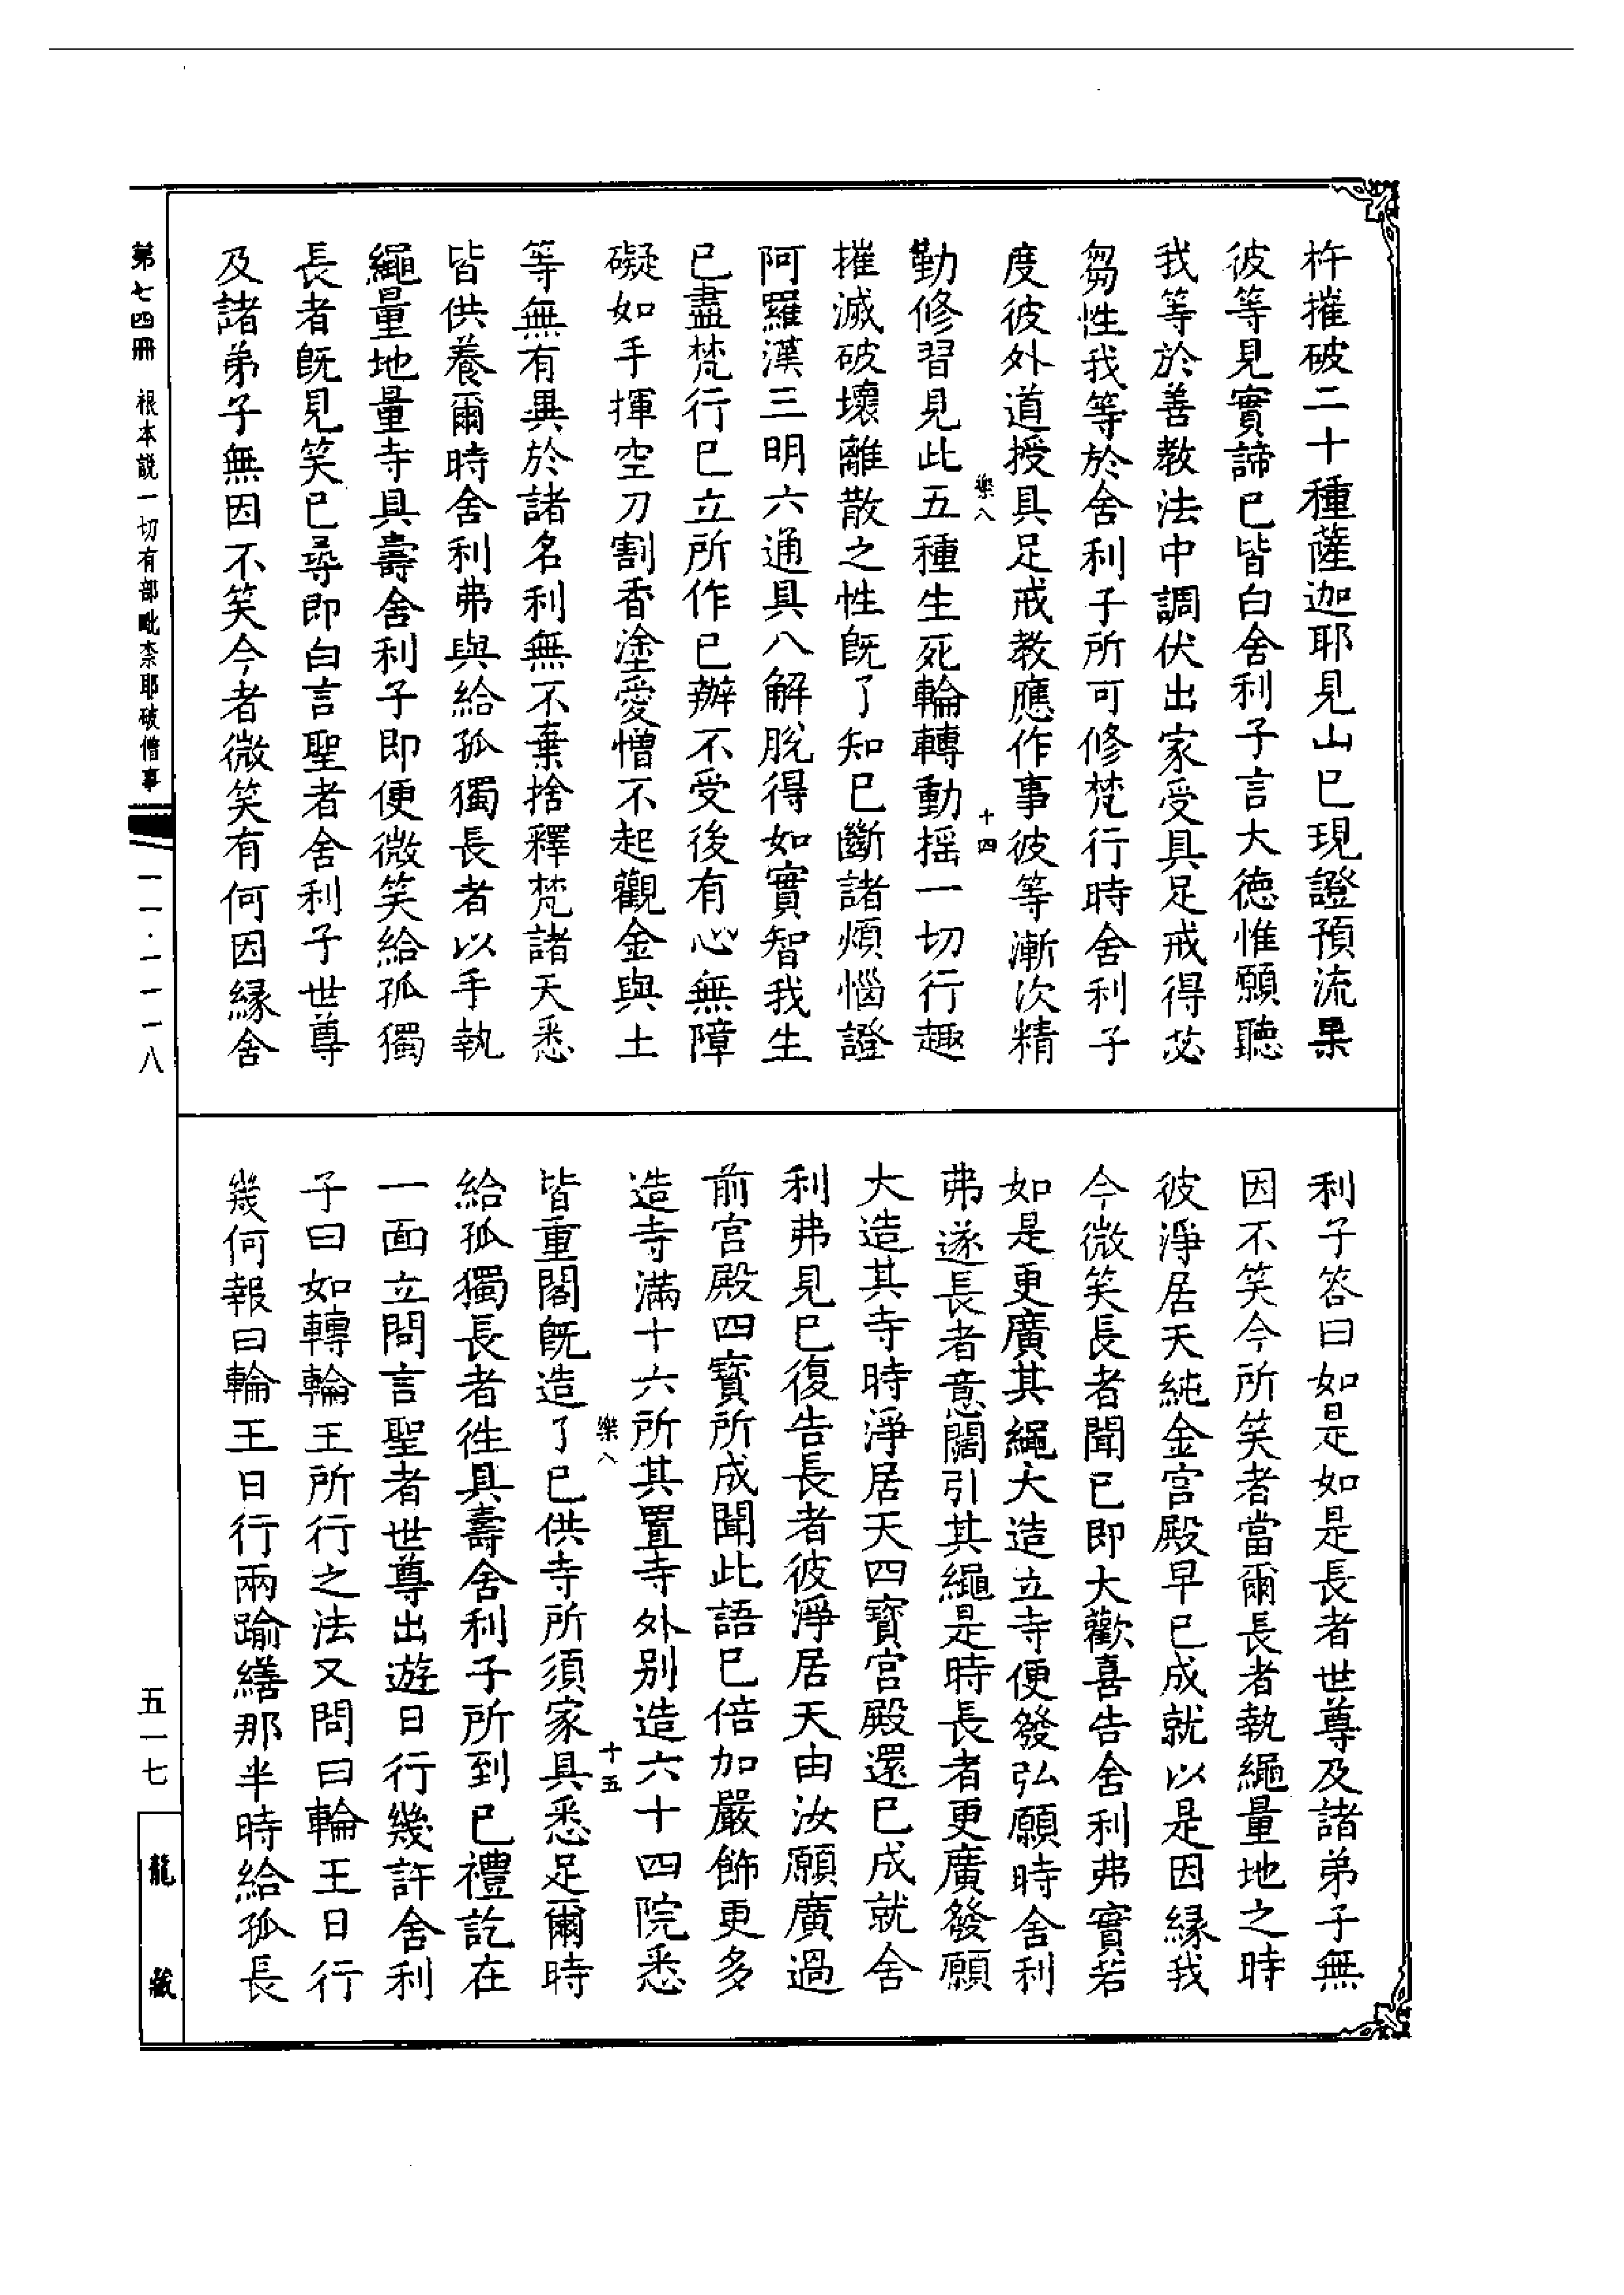 杵摧破二十種薩迦耶見山已現證預流果
彼等見實諦已皆白舍利子言大德惟願聽
我等於善教法中調伏出家受具足戒得苾
芻性我等於舍利子所可修梵行時舍利子
度彼外道授具足戒教應作事彼等漸次精
樂八
十四
勤修習見此五種生死輪轉動搖一切行趣
摧滅破壞離散之性旣了知已斷諸煩惱證
阿羅漢三明六通具八解脫得如實智我生
已盡梵行已立所作已辦不受後有心無障
礙如手揮空刀割香塗愛憎不起觀金與土
等無有異於諸名利無不棄捨釋梵諸天悉
皆供養爾時舍利弗與給孤獨長者以手執
繩量地量寺具壽舍利子即便微笑給孤獨
長者旣見笑已尋即白言聖者舍利子世尊
及諸弟子無因不笑今者微笑有何因緣舍
利子答曰如是如是長者世尊及諸弟子無
因不笑今所笑者當爾長者執繩量地之時
彼淨居天純金宮殿早已成就以是因緣我
今微笑長者聞已即大歡喜告舍利弗實若
如是更廣其繩大造立寺便發弘願時舍利
弗遂長者意闊引其繩是時長者更廣發願
大造其寺時淨居天四寶宮殿還已成就舍
利弗見已復告長者彼淨居天由汝願廣過
前宮殿四寶所成聞此語已倍加嚴飾更多
造寺滿十六所其置寺外別造六十四院悉
樂八
十五
皆重閣旣造了已供寺所須家具悉足爾時
給孤獨長者徃具壽舍利子所到已禮訖在
一面立問言聖者世尊出遊日行幾許舍利
子曰如轉輪王所行之法又問曰輪王日行
幾何報曰輪王日行兩踰繕那半時給孤長
第七四冊 根本說一切有部毗柰耶破僧事
一一·一一一八
五一七
龍藏